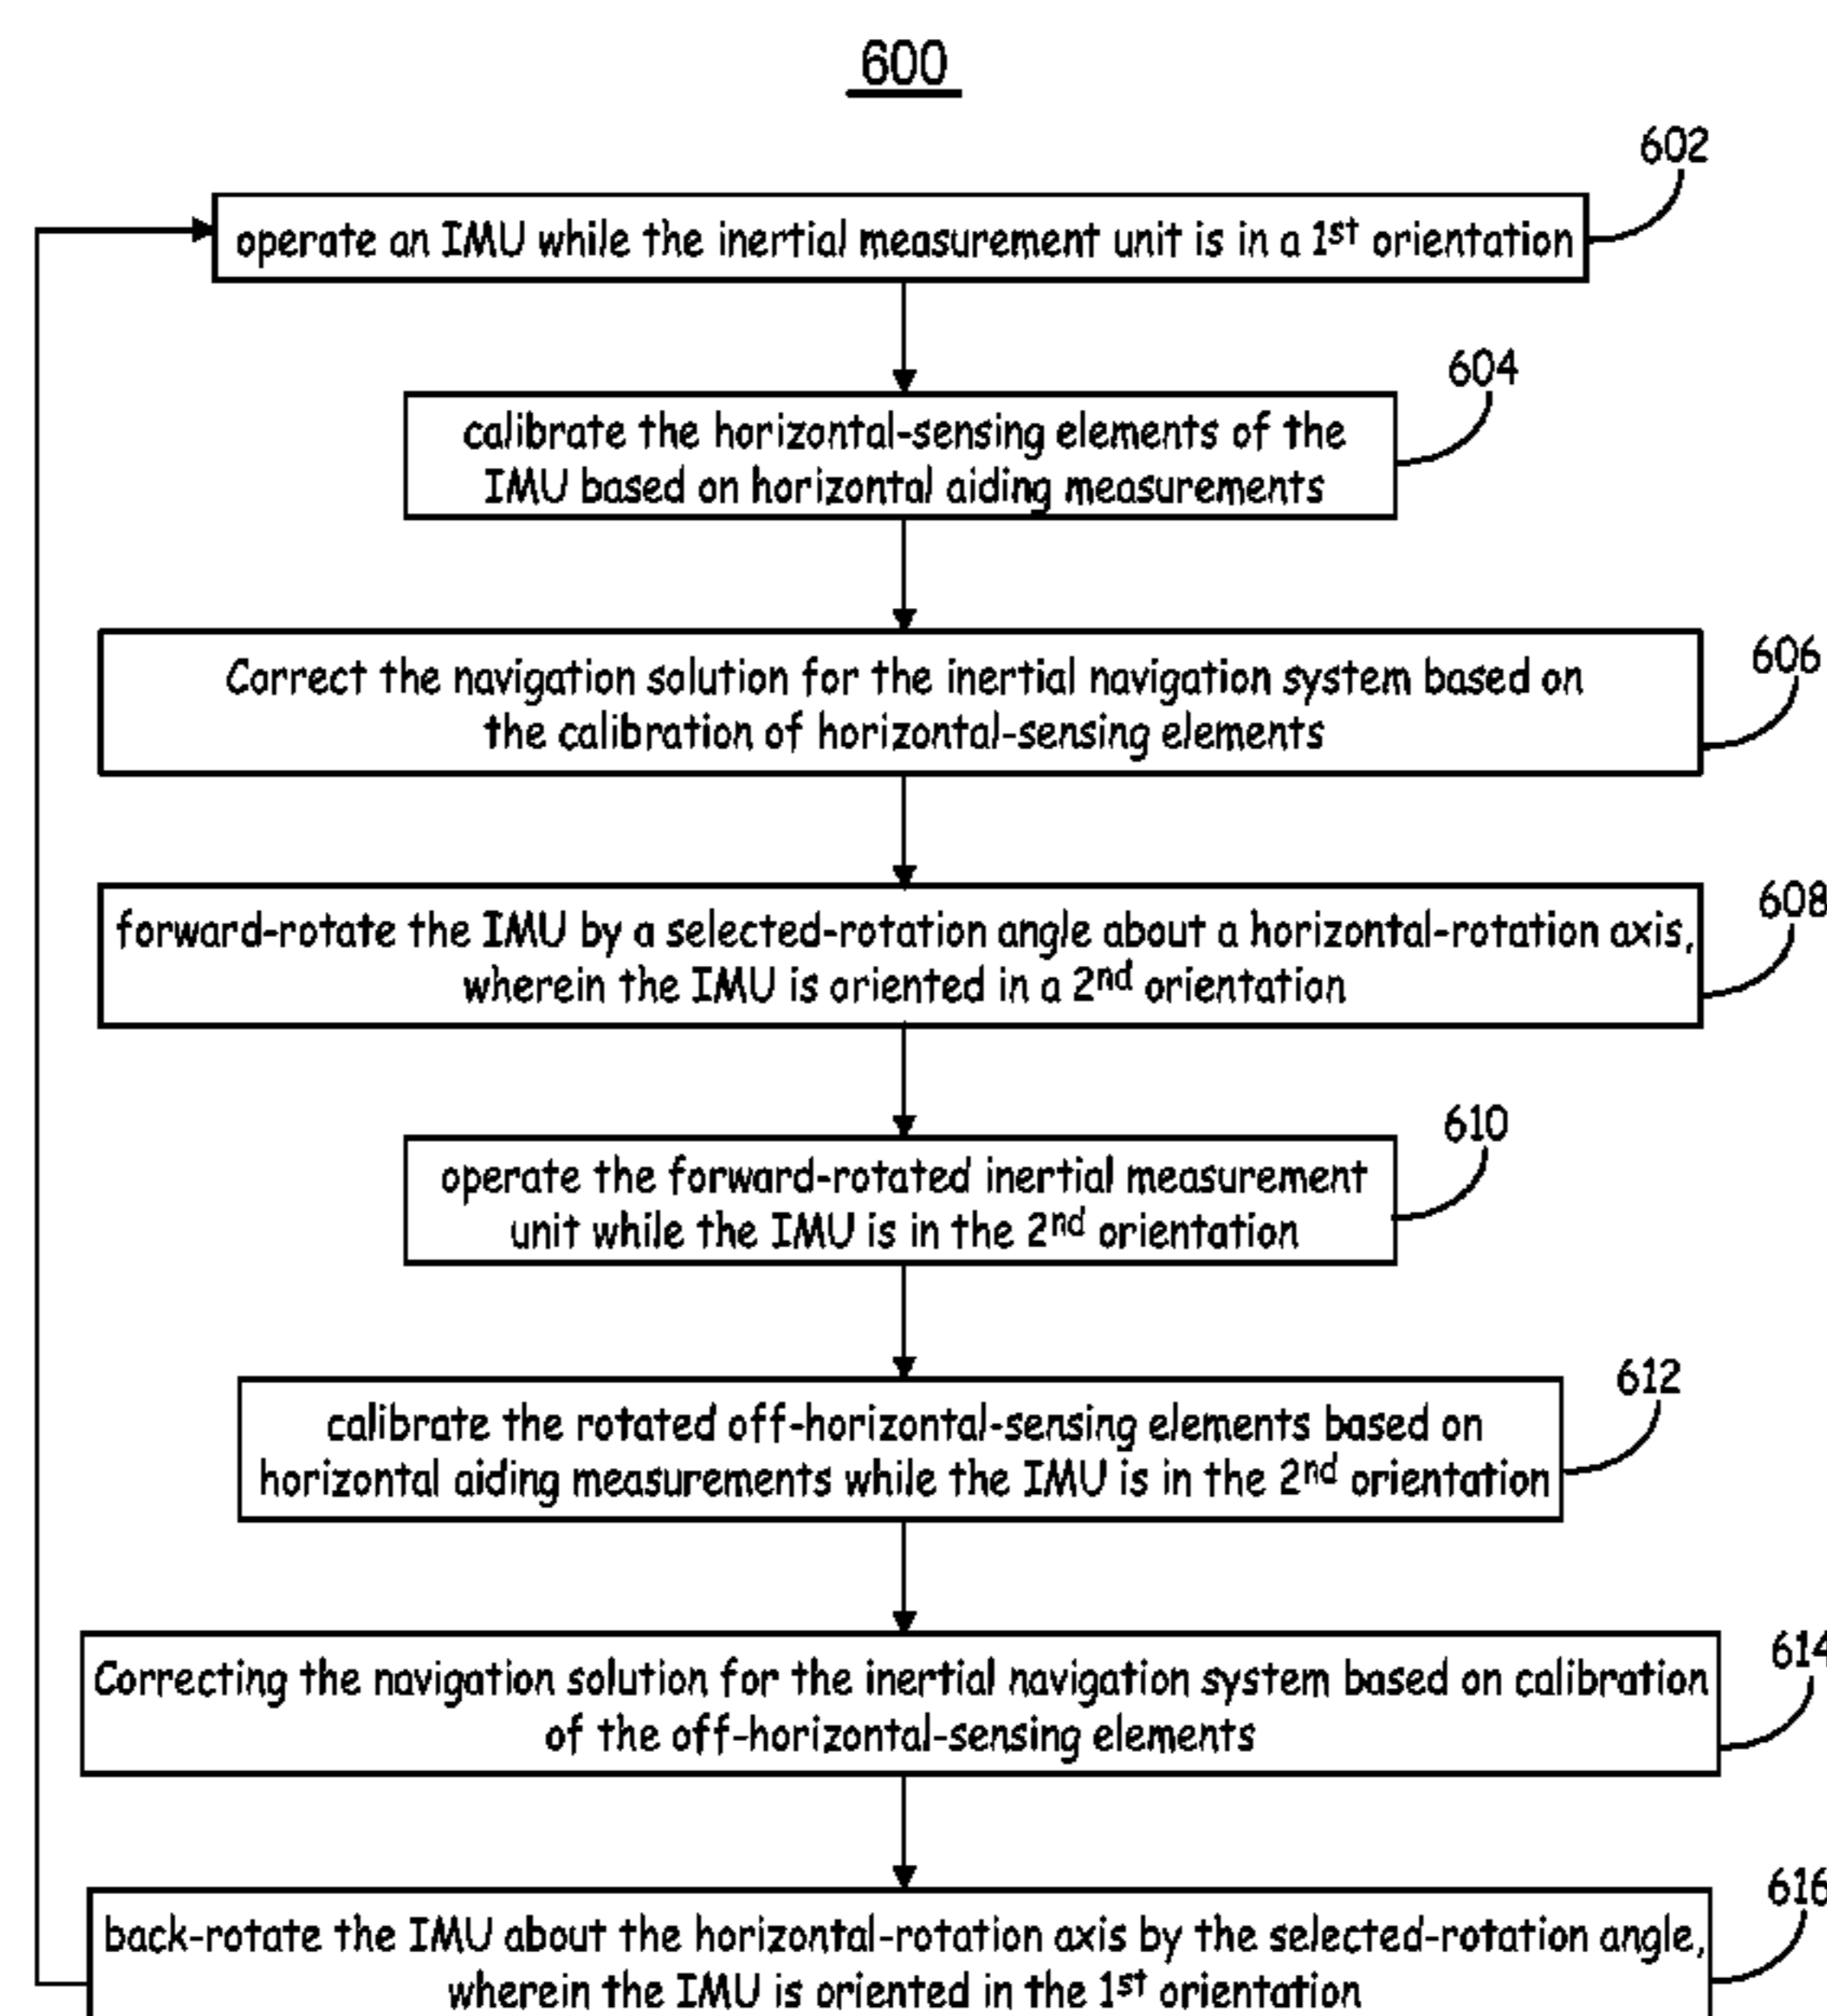 600
602
operate an IMU while the inertial measurement unit is in a 1st orientation
604
calibrate the horizontal-sensing elements of the
IMU based on horizontal aiding measurements
606
Correct the navigation solution for the inertial navigation system based on
the calibration of horizontal-sensing elements
608
forward-rotate the IMU by a selected-rotation angle about a horizontal-rotation axis,
wherein the IMU is oriented in a 2nd orientation
610
operate the forward-rotated inertial measurement
unit while the IMU is in the 2nd orientation
612
calibrate the rotated off-horizontal-sensing elements based on
horizontal aiding measurements while the IMU is in the 2nd orientation
614
Correcting the navigation solution for the inertial navigation system based on calibration
of the off-horizontal-sensing elements
616
back-rotate the IMU about the horizontal-rotation axis by the selected-rotation angle,
wherein the IMU is oriented in the 1st orientation